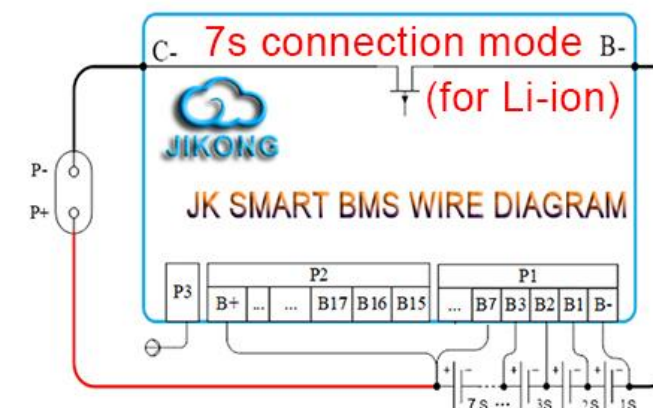 C- 7s connection mode B-
(for Li-ion)
JIKONG
P-
P+
JK SMART BMS WIRE DIAGRAM
P3 P2 P1
B+ ... ... B17 B16 B15 ... B7 B3 B2 B1 B-
+ - + - + - + -
7S ... 3S 2S 1S